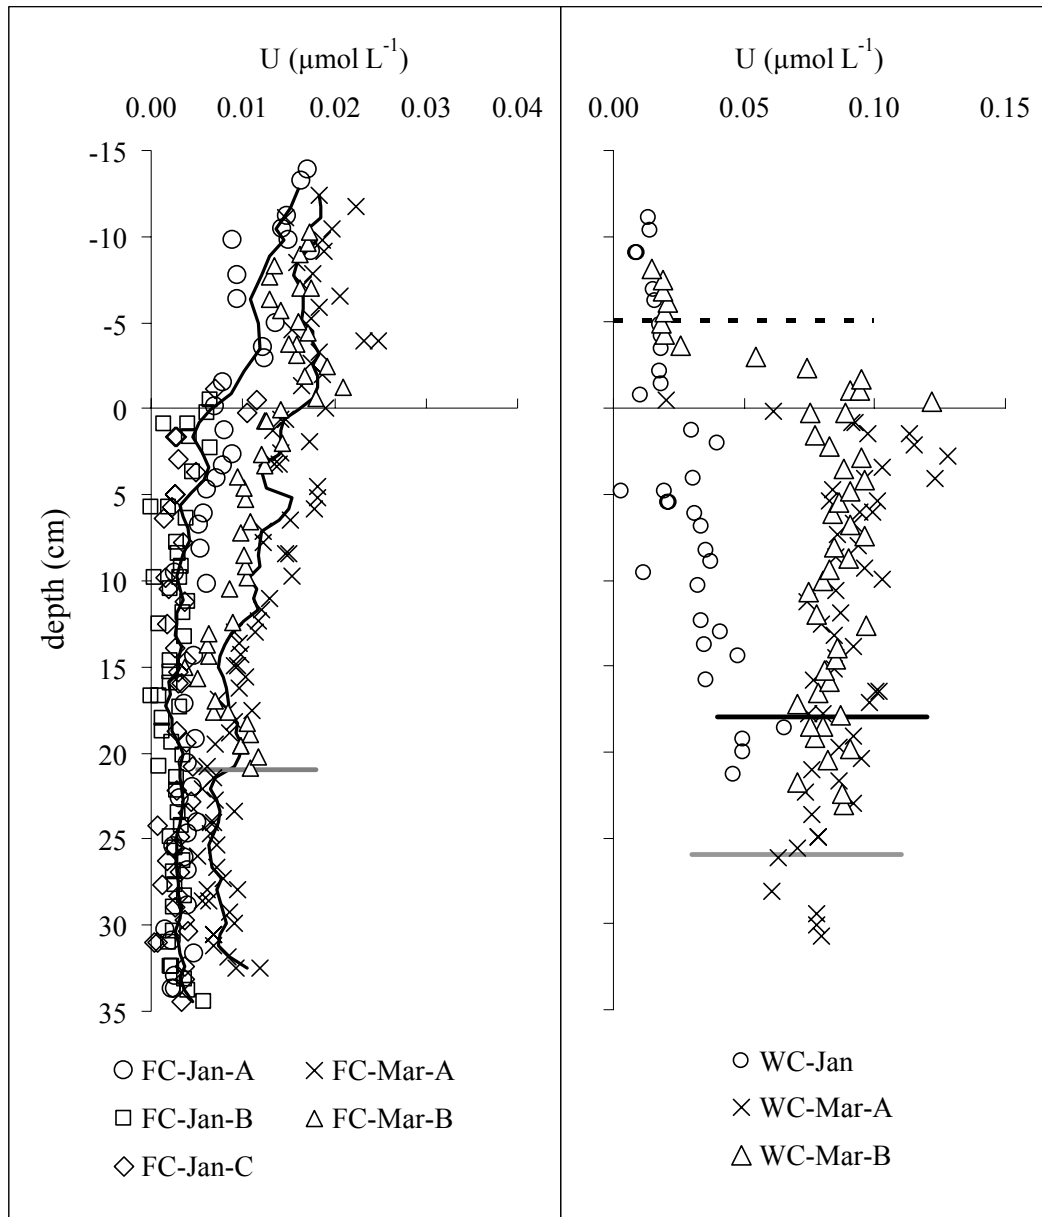 U (μmol L⁻¹)
0.00 0.01 0.02 0.03 0.04
-15
-10
-5
0
5
10
15
20
25
30
35
depth (cm)
FC-Jan-A FC-Mar-A
FC-Jan-B FC-Mar-B
FC-Jan-C
U (μmol L⁻¹)
0.00 0.05 0.10 0.15
WC-Jan
WC-Mar-A
WC-Mar-B